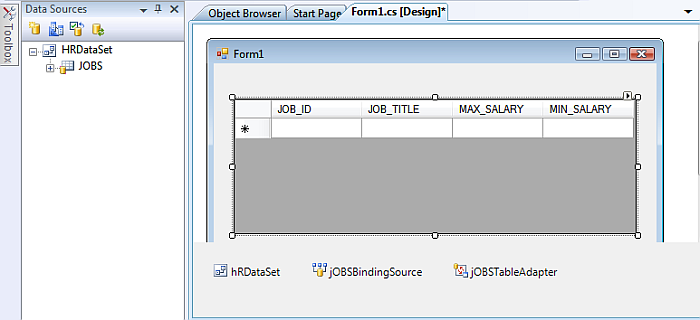 Toolbox
Data Sources
HRDataSet
JOBS
Object Browser Start Page Form1.cs [Design]*
Form1
JOB_ID JOB_TITLE MAX_SALARY MIN_SALARY
hRDataSet jOBSBindingSource jOBSTableAdapter